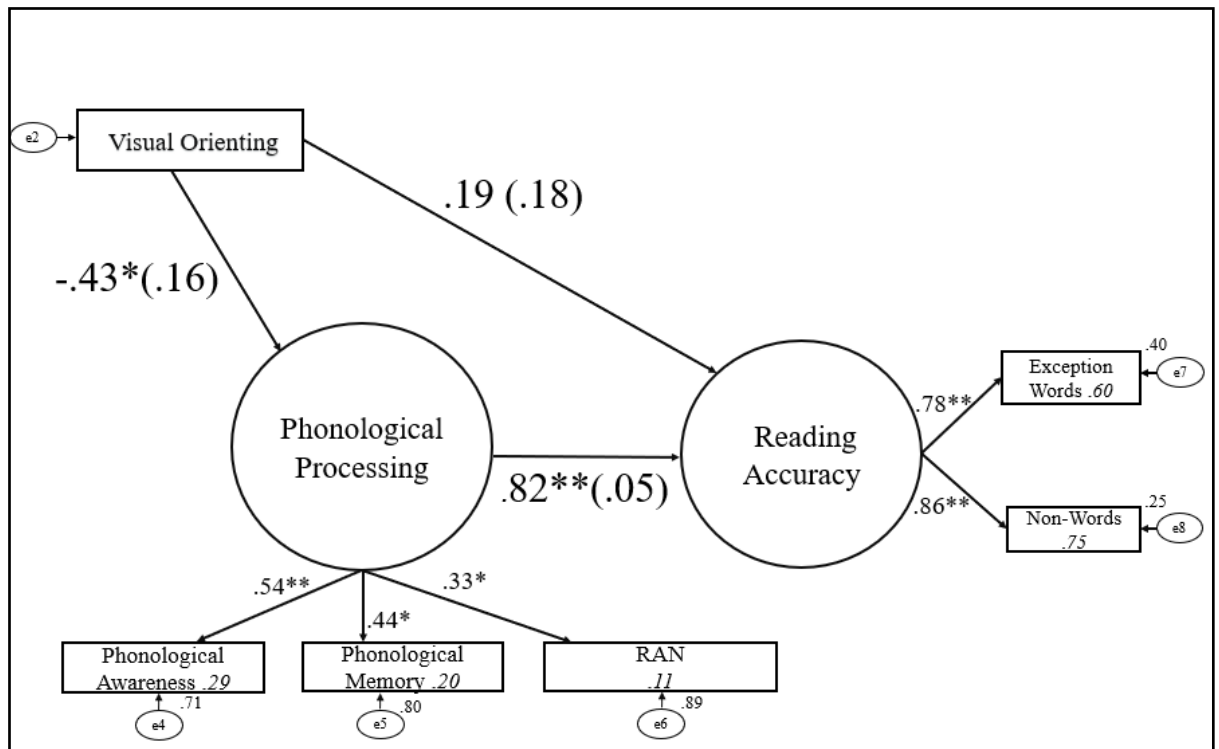 e2
Visual Orienting
.19 (.18)
-.43*(.16)
Phonological
Processing
.82**(.05)
Reading
Accuracy
.78**
.86**
Exception
Words .60
.40
e7
Non-Words
.75
.25
e8
.54**
.44*
.33*
Phonological
Awareness .29
.71
e4
Phonological
Memory .20
.80
e5
RAN
.11
.89
e6